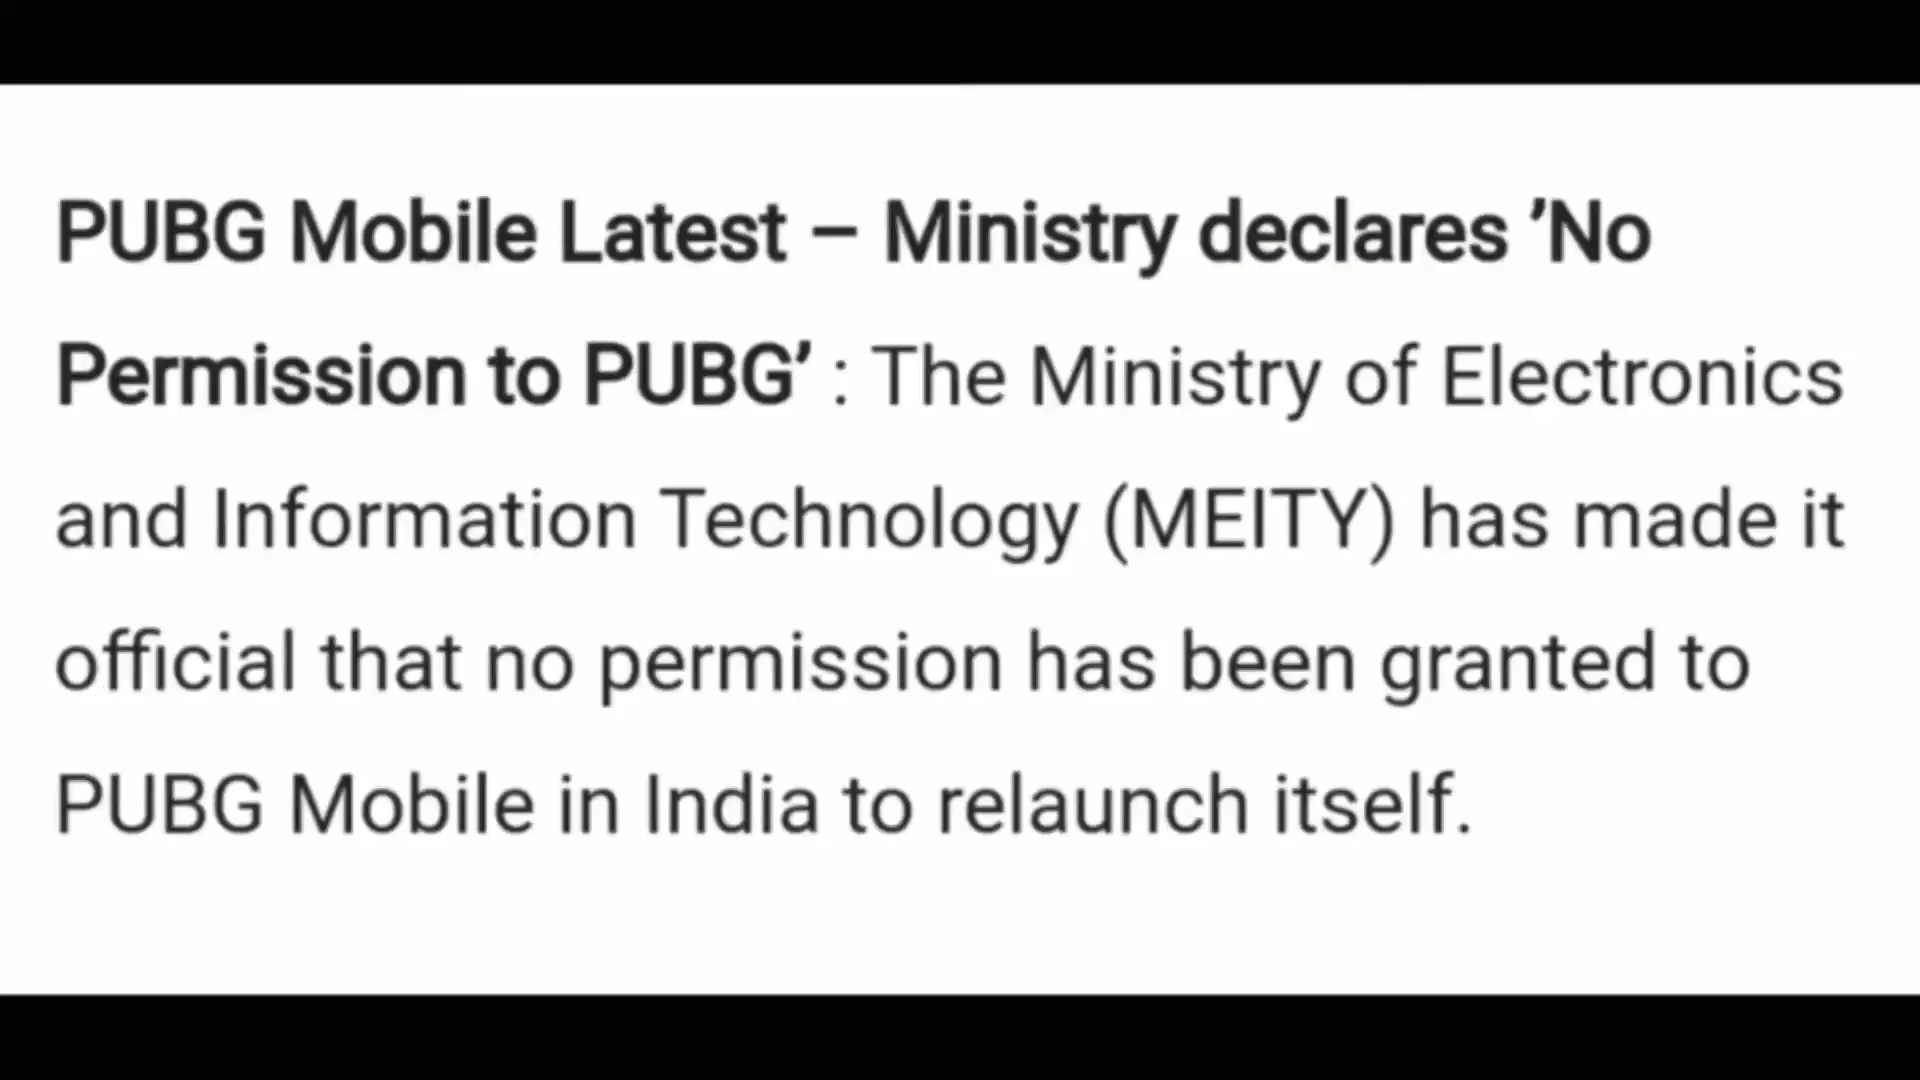 PUBG Mobile Latest – Ministry declares ’No
Permission to PUBG’ : The Ministry of Electronics
and Information Technology (MEITY) has made it
official that no permission has been granted to
PUBG Mobile in India to relaunch itself.